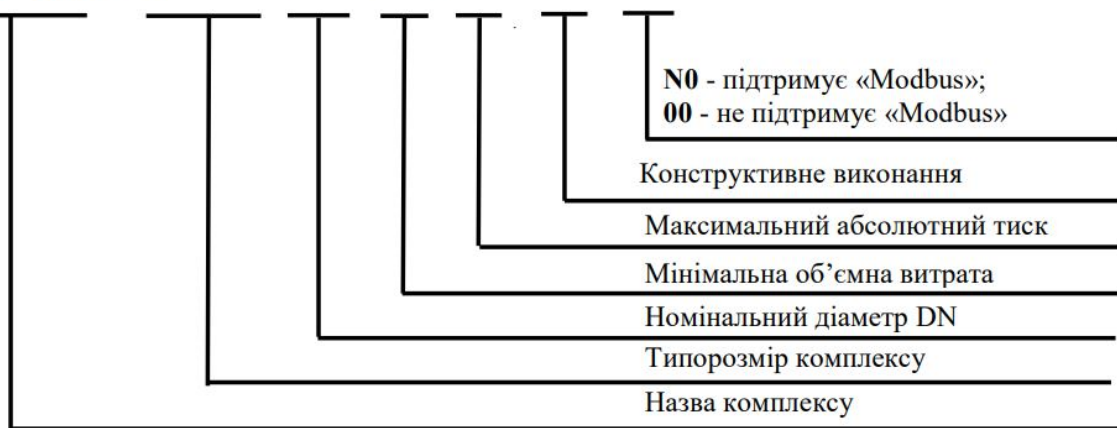 N0 - підтримує «Modbus»;
00 - не підтримує «Modbus»
Конструктивне виконання
Максимальний абсолютний тиск
Мінімальна об’ємна витрата
Номінальний діаметр DN
Типорозмір комплексу
Назва комплексу